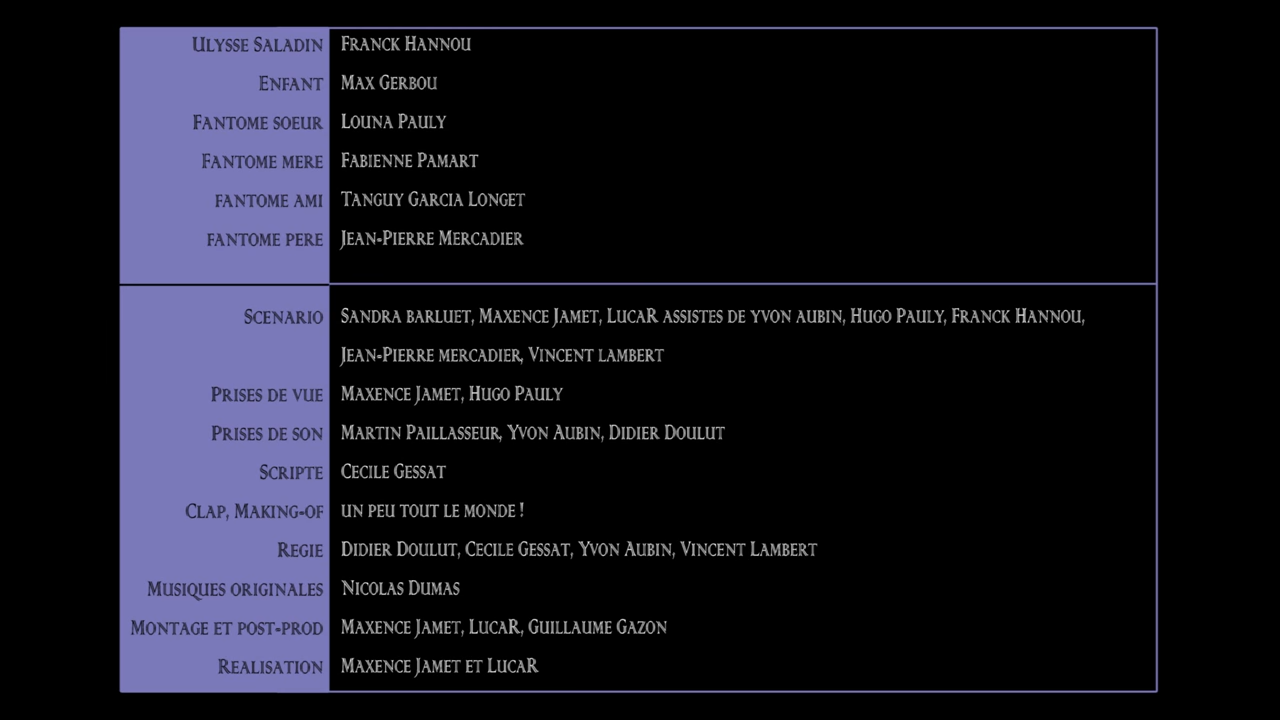 Ulysse Saladin Franck Hannou
Enfant Max Gerbou
Fantome soeur Louna Pauly
Fantome mere Fabienne Pamart
fantome ami Tanguy Garcia Longet
fantome pere Jean-Pierre Mercadier
Scenario Sandra barluet, Maxence Jamet, LucaR assistes de yvon aubin, Hugo Pauly, Franck Hannou,
Jean-Pierre mercadier, Vincent lambert
Prises de vue Maxence Jamet, Hugo Pauly
Prises de son Martin Paillasseur, Yvon Aubin, Didier Doulut
Scripte Cecile Gessat
Clap, Making-of un peu tout le monde !
Regie Didier Doulut, Cecile Gessat, Yvon Aubin, Vincent Lambert
Musiques originales Nicolas Dumas
Montage et post-prod Maxence Jamet, LucaR, Guillaume Gazon
Realisation Maxence Jamet et LucaR